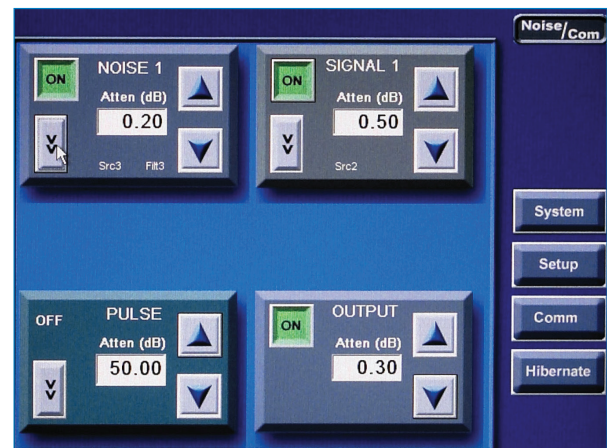 Noise/Com
ON
NOISE 1
Atten (dB)
0.20
Src3 Filt3
ON
SIGNAL 1
Atten (dB)
0.50
Src2
System
Setup
Comm
Hibernate
OFF
PULSE
Atten (dB)
50.00
ON
OUTPUT
Atten (dB)
0.30